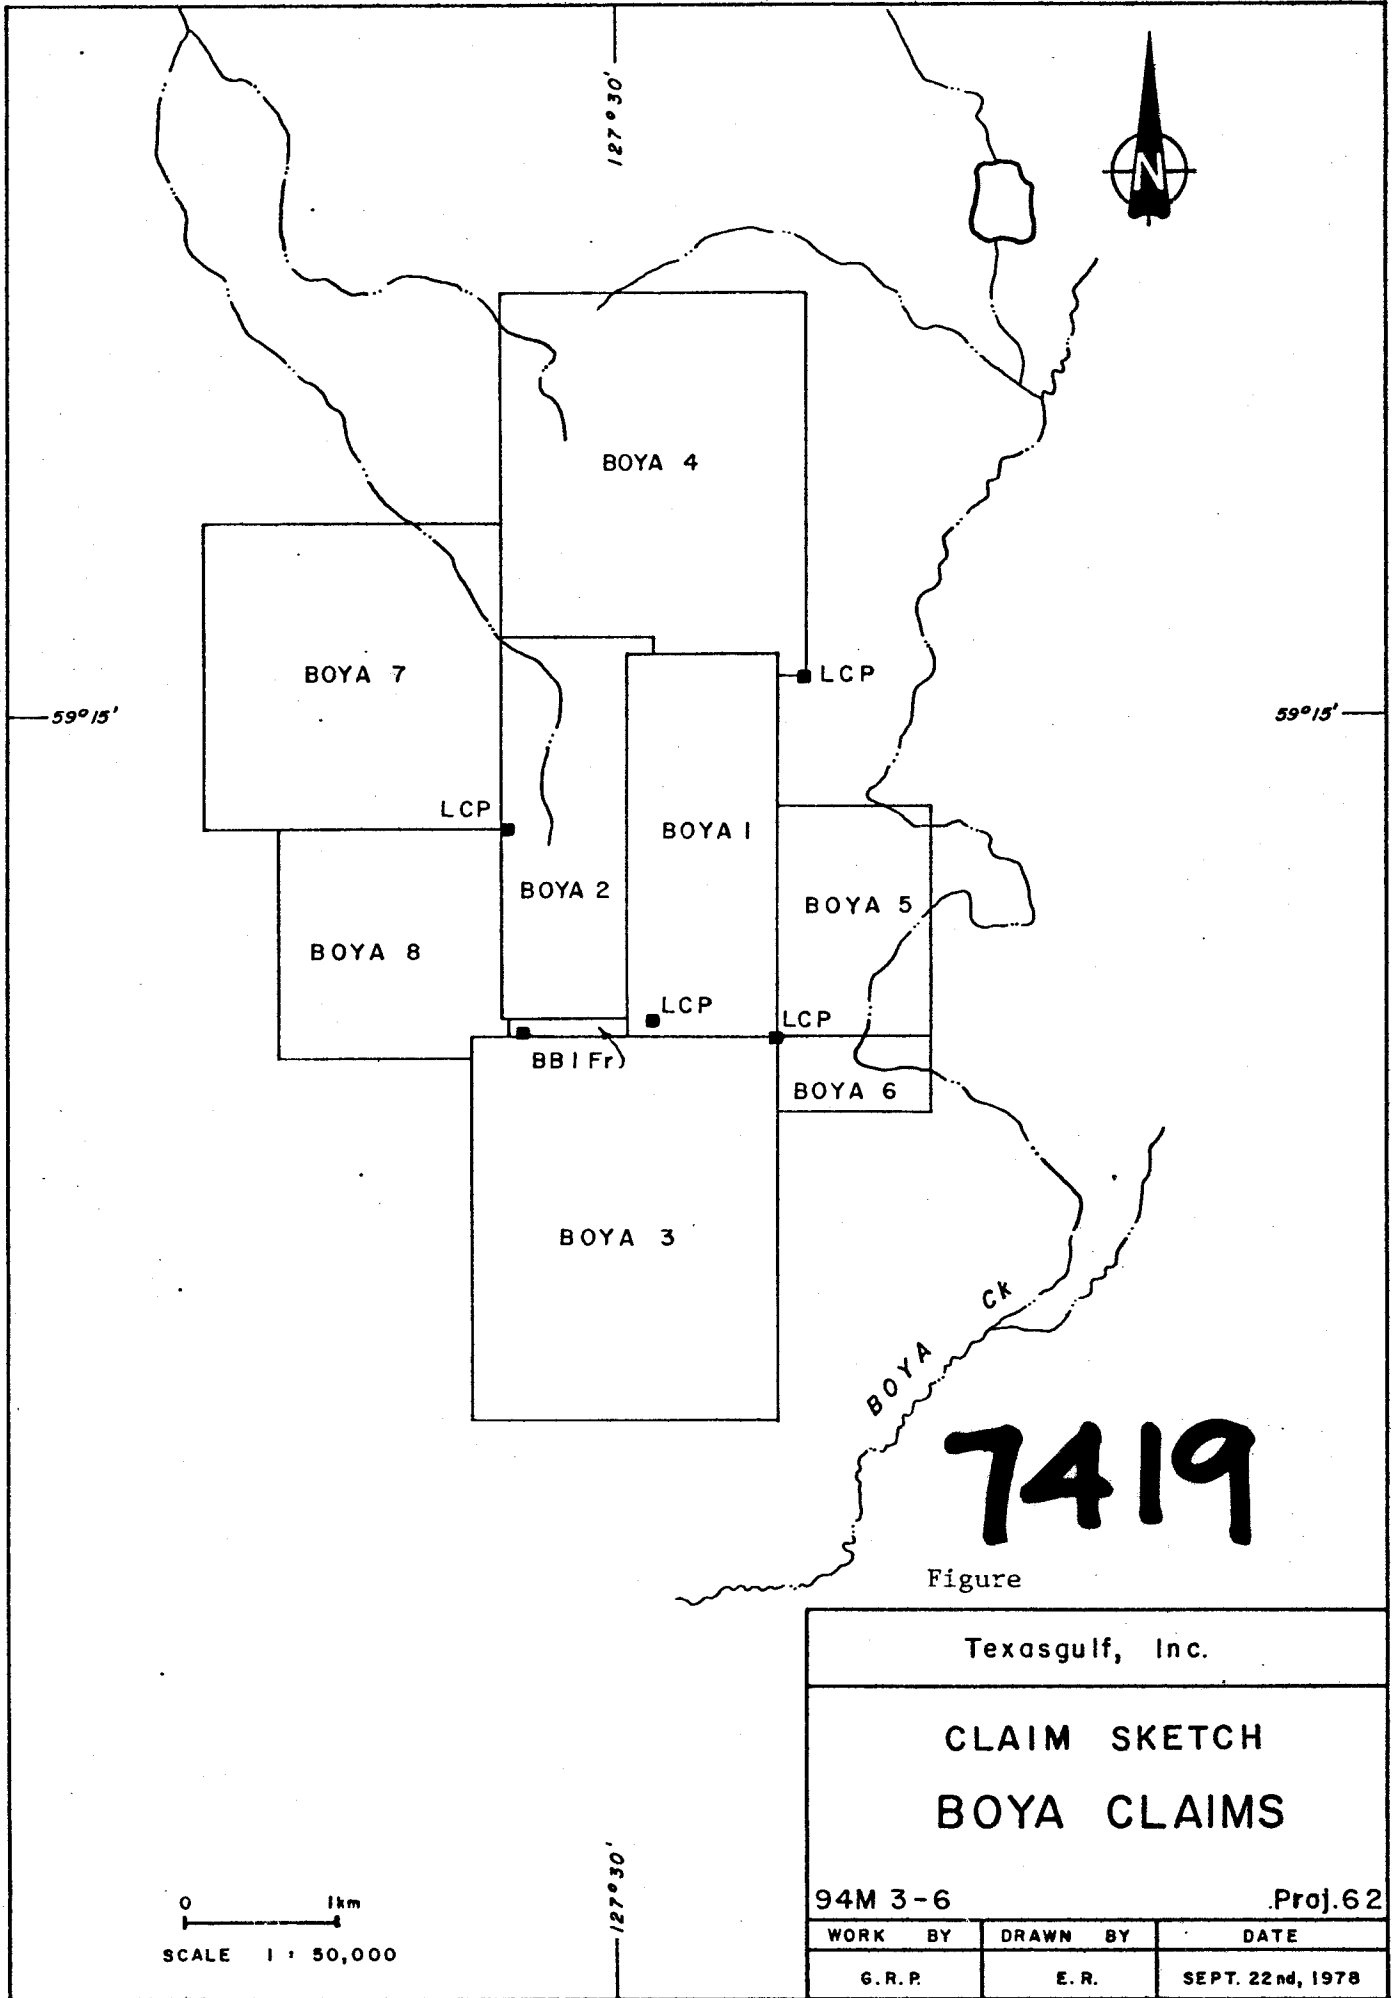 127°30'
N
BOYA 4
BOYA 7
LCP
59°15'
59°15'
LCP
BOYA 1
BOYA 2
BOYA 5
BOYA 8
LCP
LCP
BB 1 Fr
BOYA 6
BOYA 3
BOYA Ck
7419
Figure
Texasgulf, Inc.
CLAIM SKETCH
BOYA CLAIMS
127°30'
0 1km
SCALE 1 : 50,000
94M 3-6 Proj. 62
WORK BY DRAWN BY DATE
G.R.P. E.R. SEPT. 22nd, 1978